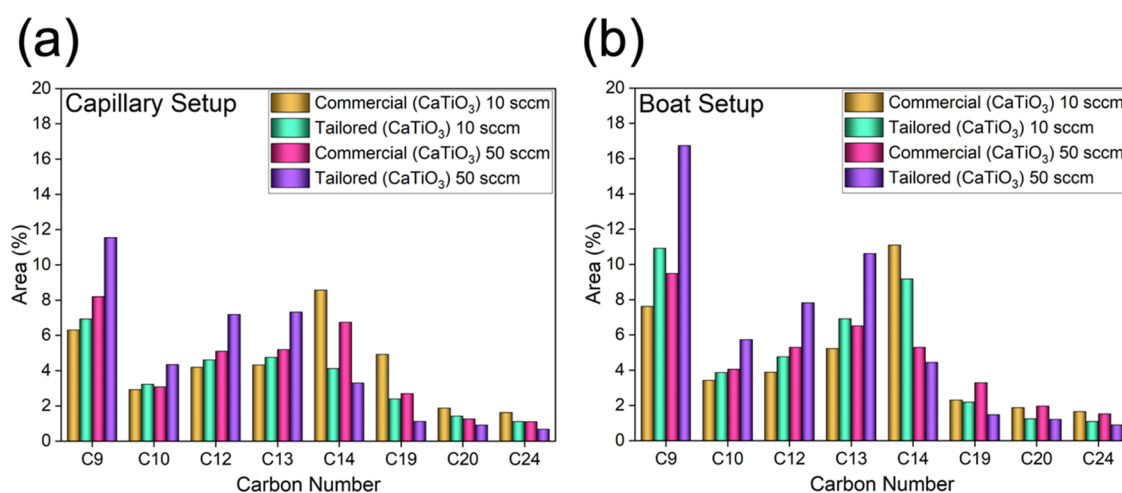 (a)
Capillary Setup
Commercial (CaTiO₃) 10 sccm
Tailored (CaTiO₃) 10 sccm
Commercial (CaTiO₃) 50 sccm
Tailored (CaTiO₃) 50 sccm
Area (%)
20
18
16
14
12
10
8
6
4
2
0
C9 C10 C12 C13 C14 C19 C20 C24
Carbon Number
(b)
Boat Setup
Commercial (CaTiO₃) 10 sccm
Tailored (CaTiO₃) 10 sccm
Commercial (CaTiO₃) 50 sccm
Tailored (CaTiO₃) 50 sccm
Area (%)
20
18
16
14
12
10
8
6
4
2
0
C9 C10 C12 C13 C14 C19 C20 C24
Carbon Number